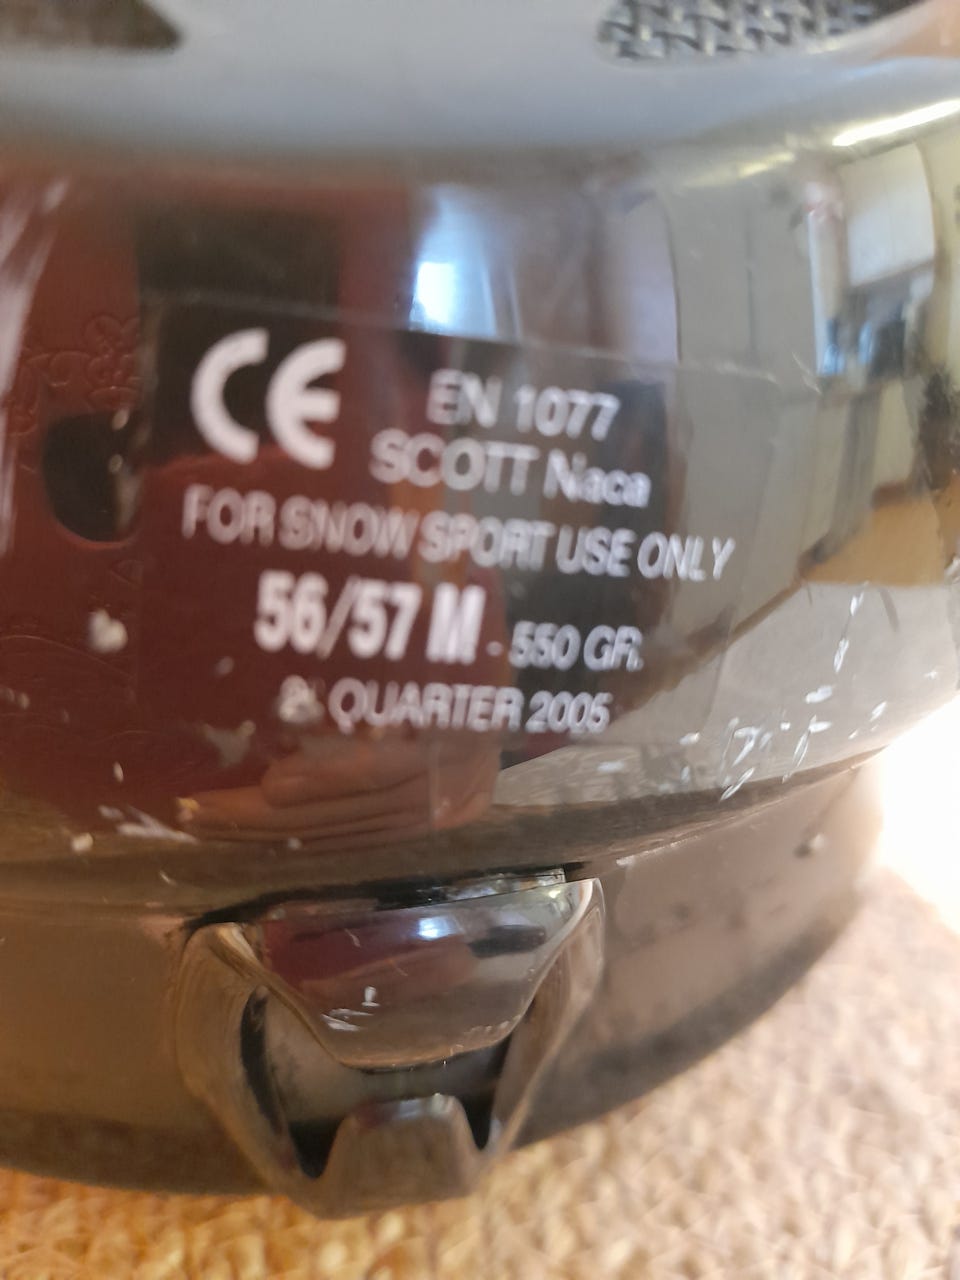 CE
EN 1077
SCOTT Naca
FOR SNOW SPORT USE ONLY
56/57 M - 550 GR.
QUARTER 2005